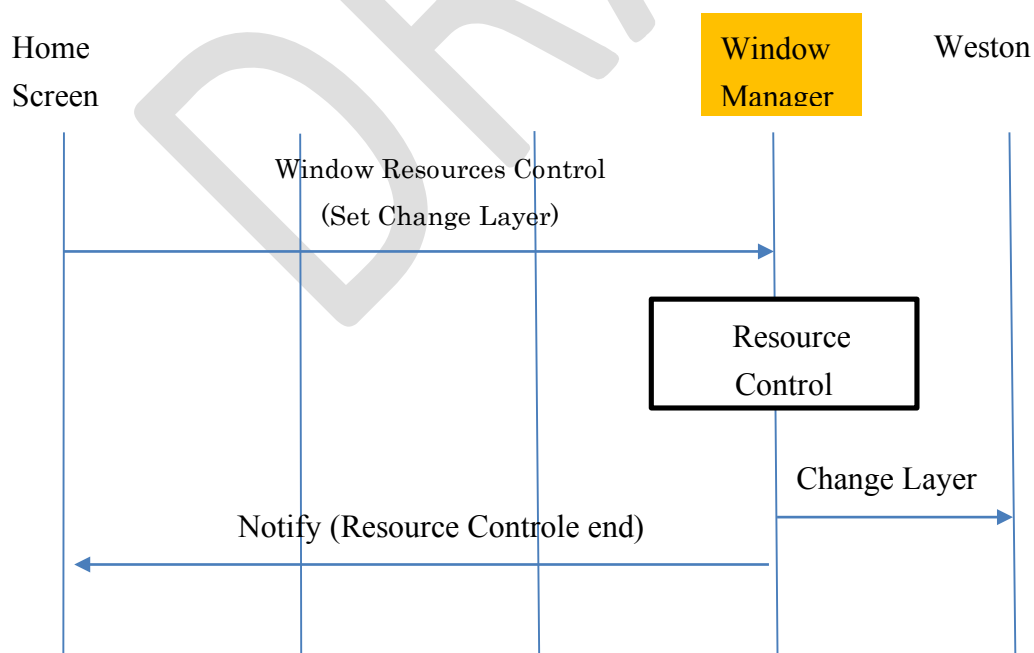 Home
Screen
Window
Manager
Weston
Window Resources Control
(Set Change Layer)
Resource
Control
Change Layer
Notify (Resource Controle end)